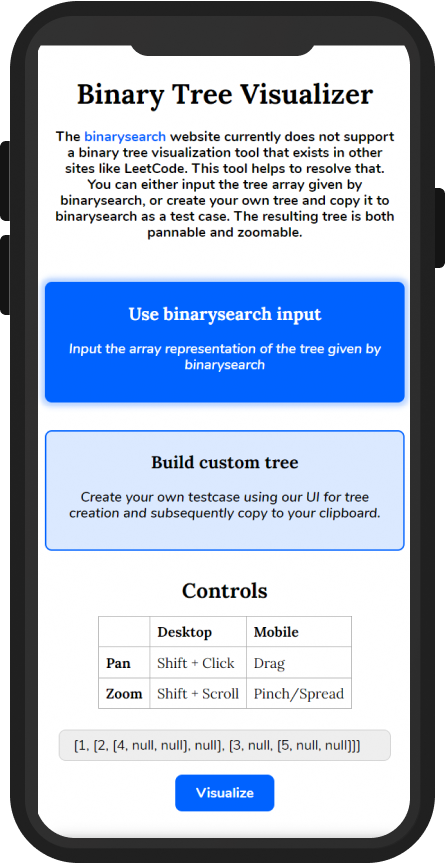 Binary Tree Visualizer
The binarysearch website currently does not support
a binary tree visualization tool that exists in other
sites like LeetCode. This tool helps to resolve that.
You can either input the tree array given by
binarysearch, or create your own tree and copy it to
binarysearch as a test case. The resulting tree is both
pannable and zoomable.
Use binarysearch input
Input the array representation of the tree given by
binarysearch
Build custom tree
Create your own testcase using our UI for tree
creation and subsequently copy to your clipboard.
Controls
Desktop Mobile
Pan Shift + Click Drag
Zoom Shift + Scroll Pinch/Spread
[1, [2, [4, null, null], null], [3, null, [5, null, null]]]
Visualize